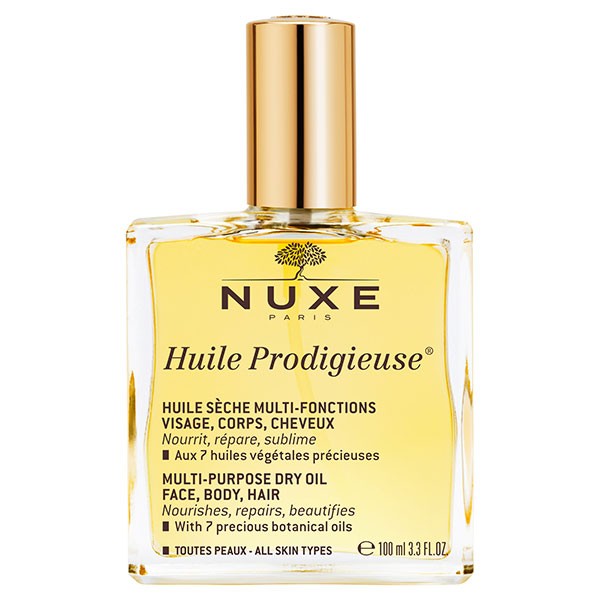 NUXE
PARIS
Huile Prodigieuse®
HUILE SÈCHE MULTI-FONCTIONS
VISAGE, CORPS, CHEVEUX
Nourrit, répare, sublime
■ Aux 7 huiles végétales précieuses
MULTI-PURPOSE DRY OIL
FACE, BODY, HAIR
Nourishes, repairs, beautifies
■ With 7 precious botanical oils
■ TOUTES PEAUX - ALL SKIN TYPES ℮ 100 ml 3.3 FL.OZ.